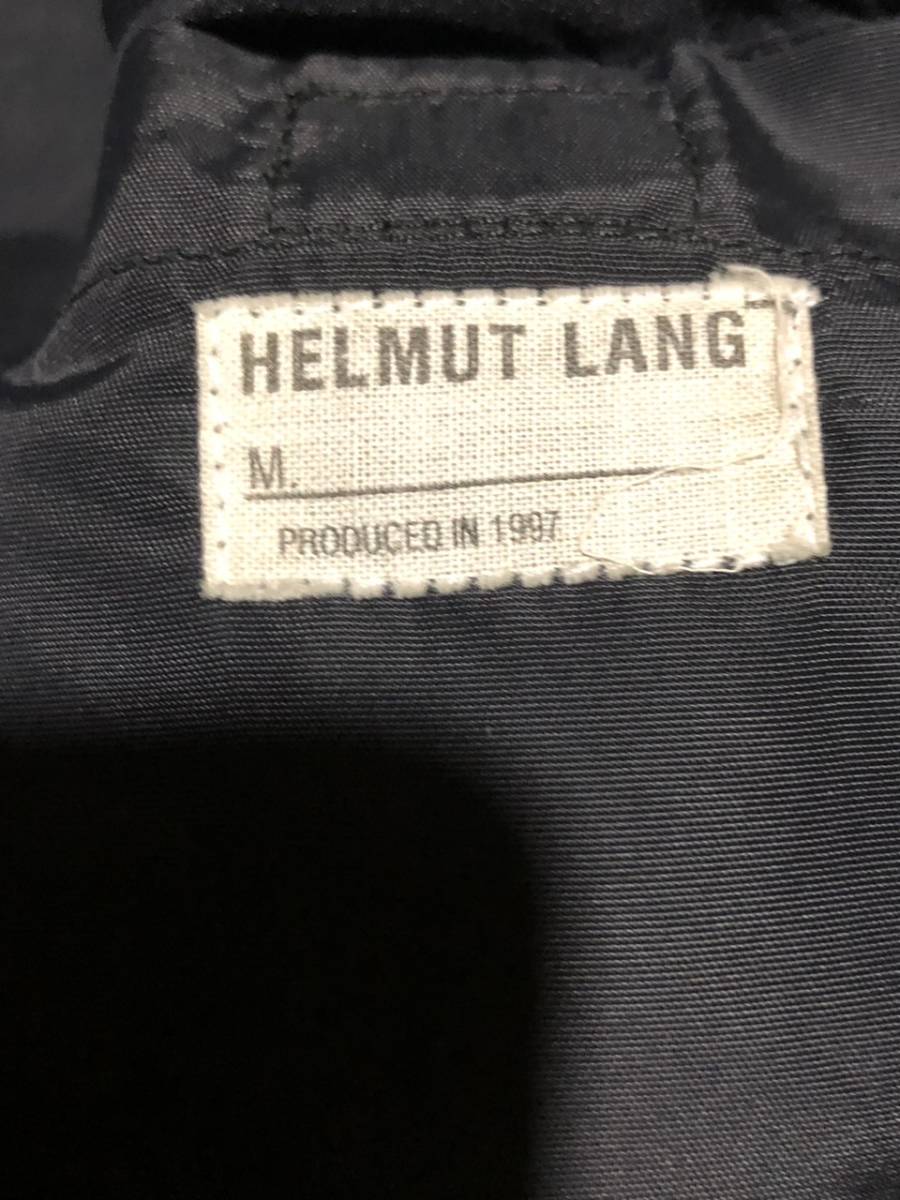 HELMUT LANG
M.
PRODUCED IN 1997